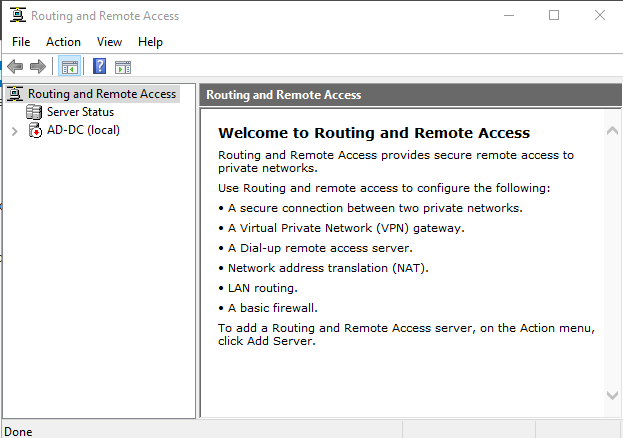 Routing and Remote Access
File Action View Help
Routing and Remote Access
Server Status
AD-DC (local)
Routing and Remote Access
Welcome to Routing and Remote Access
Routing and Remote Access provides secure remote access to
private networks.
Use Routing and remote access to configure the following:
• A secure connection between two private networks.
• A Virtual Private Network (VPN) gateway.
• A Dial-up remote access server.
• Network address translation (NAT).
• LAN routing.
• A basic firewall.
To add a Routing and Remote Access server, on the Action menu,
click Add Server.
Done